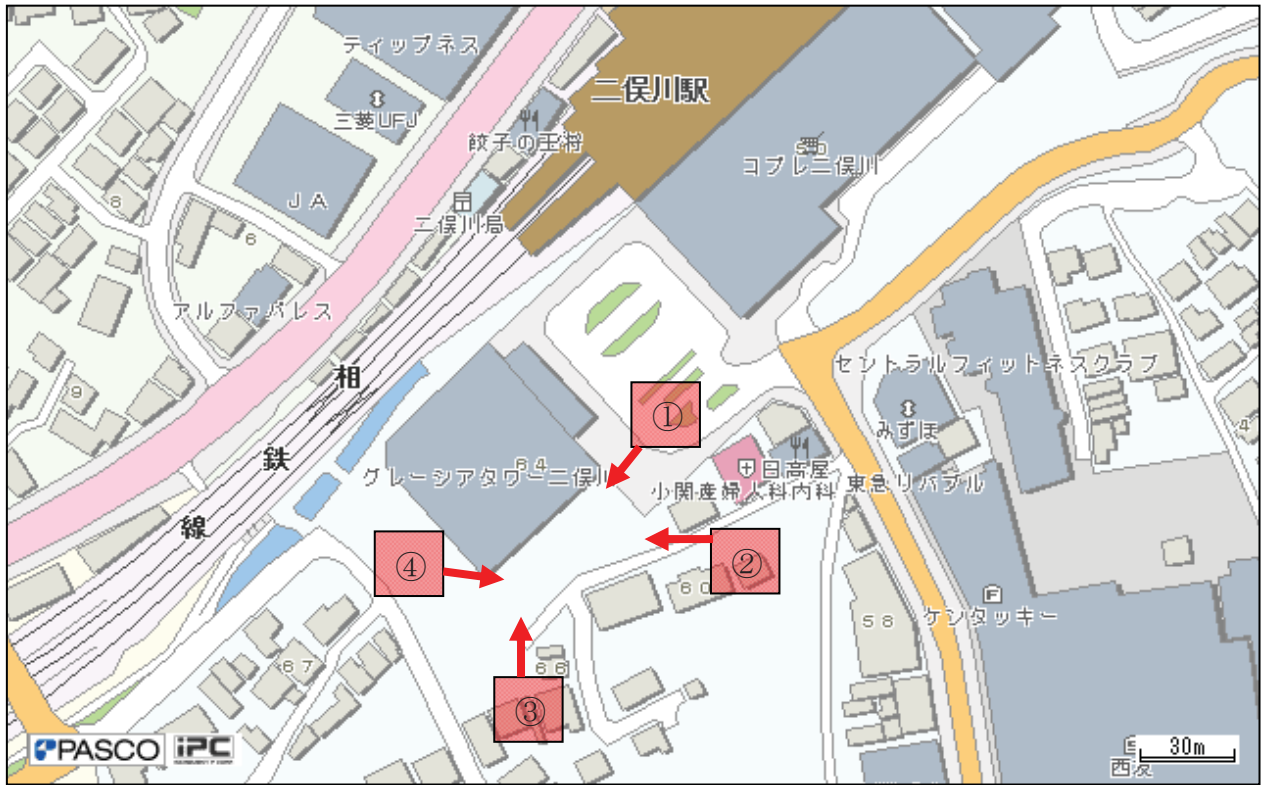 ティップネス
二俣川駅
三菱UFJ
餃子の王将
コプレ二俣川
50
JA
8
二俣川局
6
アルファパレス
相
セントラルフィットネスクラブ
9
①
みずほ
4
鉄
グレーシアタワー二俣川
64
日高屋
小関産婦人科内科
東急リバブル
線
④
②
60
58
ケンタッキー
67
66
③
PASCO
iPC
30m
西友